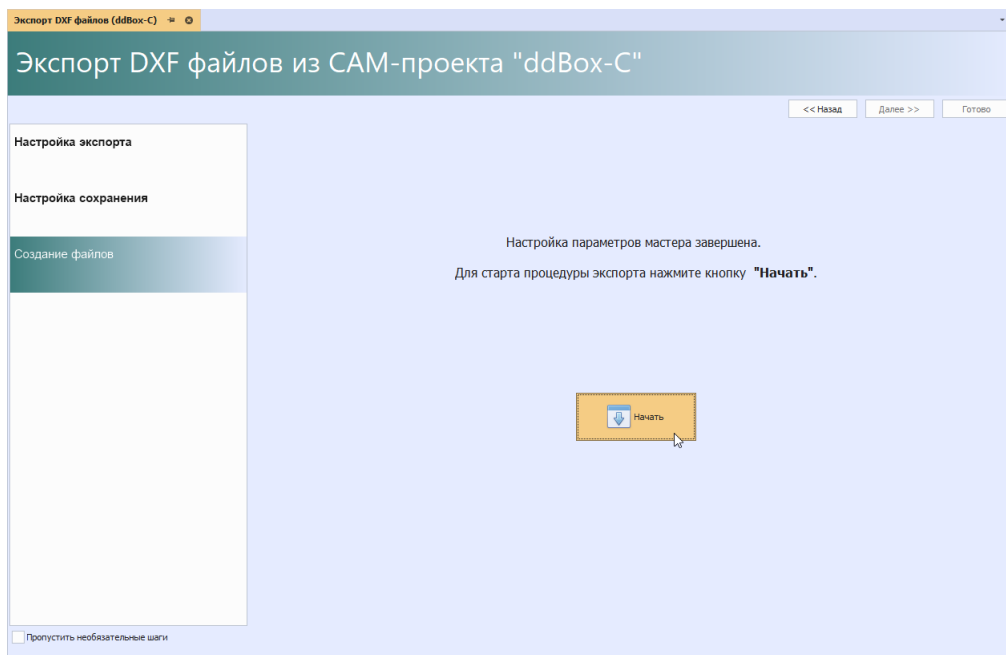 Экспорт DXF файлов (ddBox-C)
Экспорт DXF файлов из CAM-проекта "ddBox-C"
<< Назад
Далее >>
Готово
Настройка экспорта
Настройка сохранения
Создание файлов
Настройка параметров мастера завершена.
Для старта процедуры экспорта нажмите кнопку "Начать".
Начать
Пропустить необязательные шаги